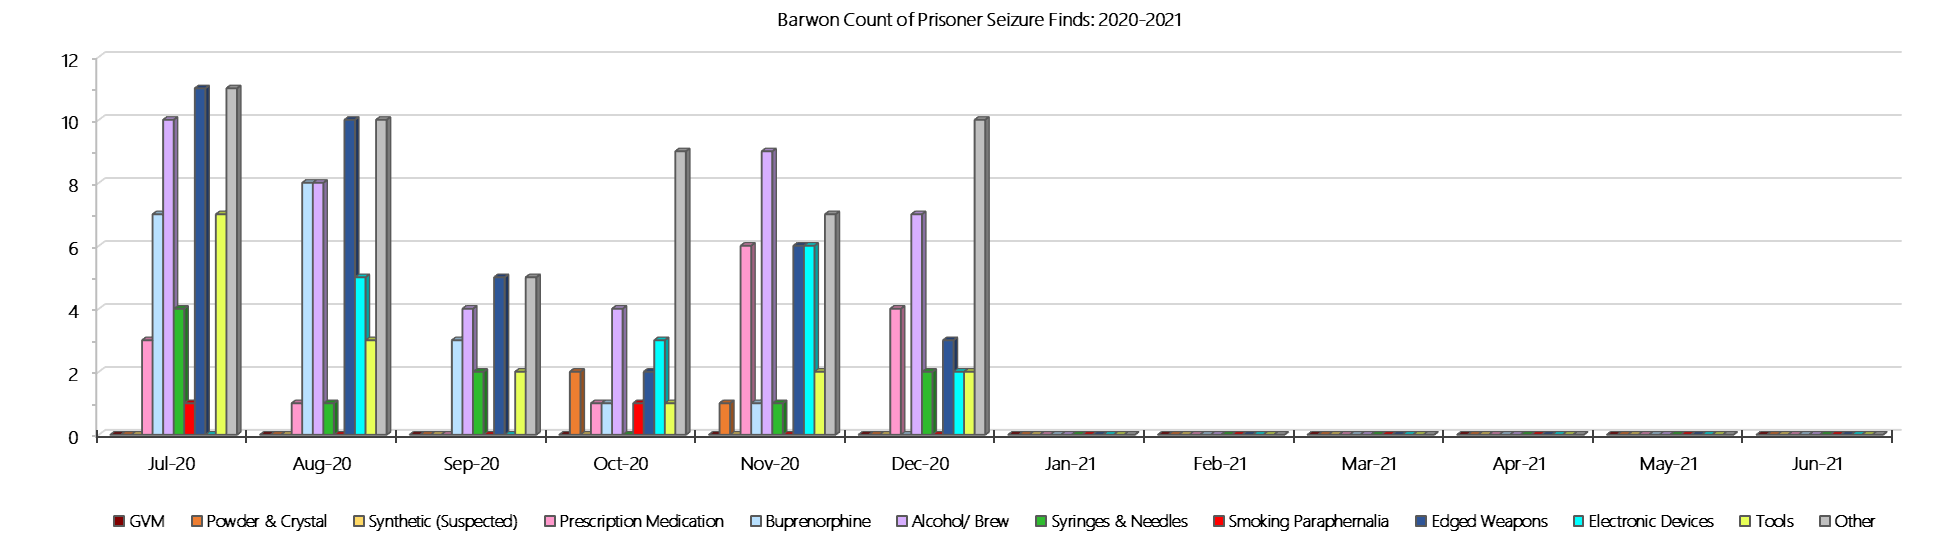 Barwon Count of Prisoner Seizure Finds: 2020-2021
12
10
8
6
4
2
0
Jul-20 Aug-20 Sep-20 Oct-20 Nov-20 Dec-20 Jan-21 Feb-21 Mar-21 Apr-21 May-21 Jun-21
GVM Powder & Crystal Synthetic (Suspected) Prescription Medication Buprenorphine Alcohol/ Brew Syringes & Needles Smoking Paraphernalia Edged Weapons Electronic Devices Tools Other